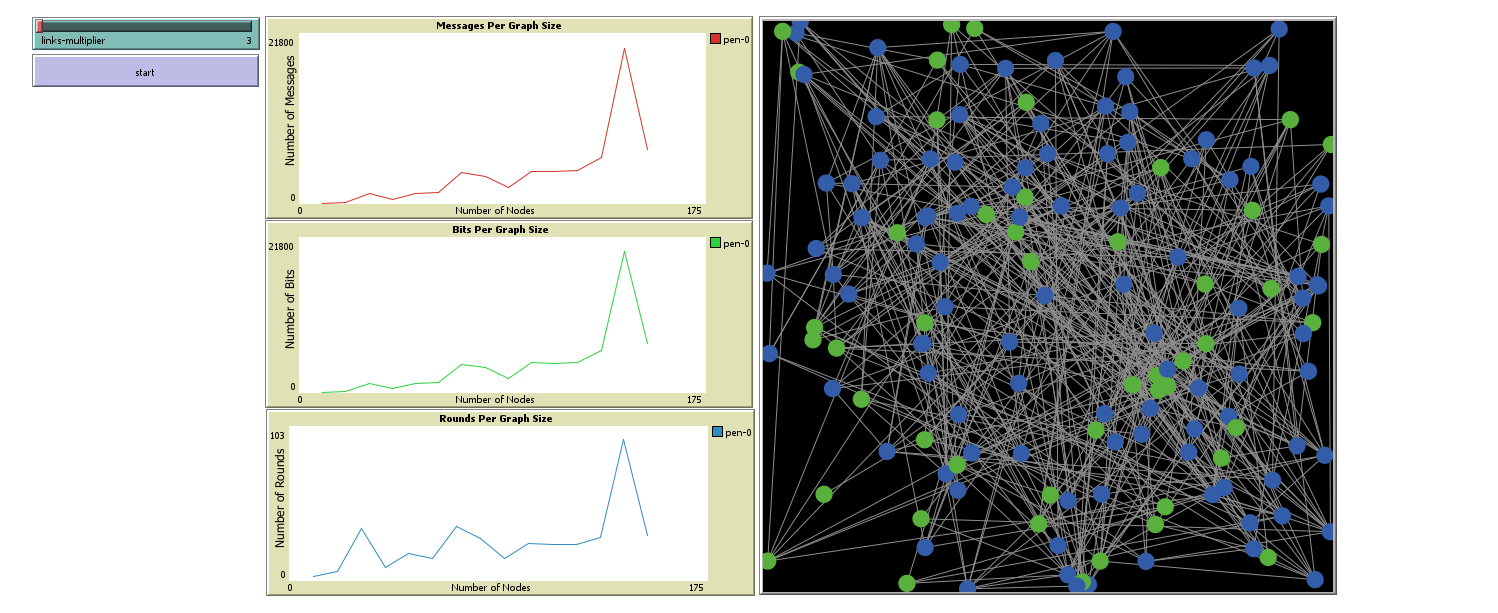 links-multiplier 3
start
Messages Per Graph Size
21800
Number of Messages
0
0
Number of Nodes
175
pen-0
Bits Per Graph Size
21800
Number of Bits
0
0
Number of Nodes
175
pen-0
Rounds Per Graph Size
103
Number of Rounds
0
0
Number of Nodes
175
pen-0